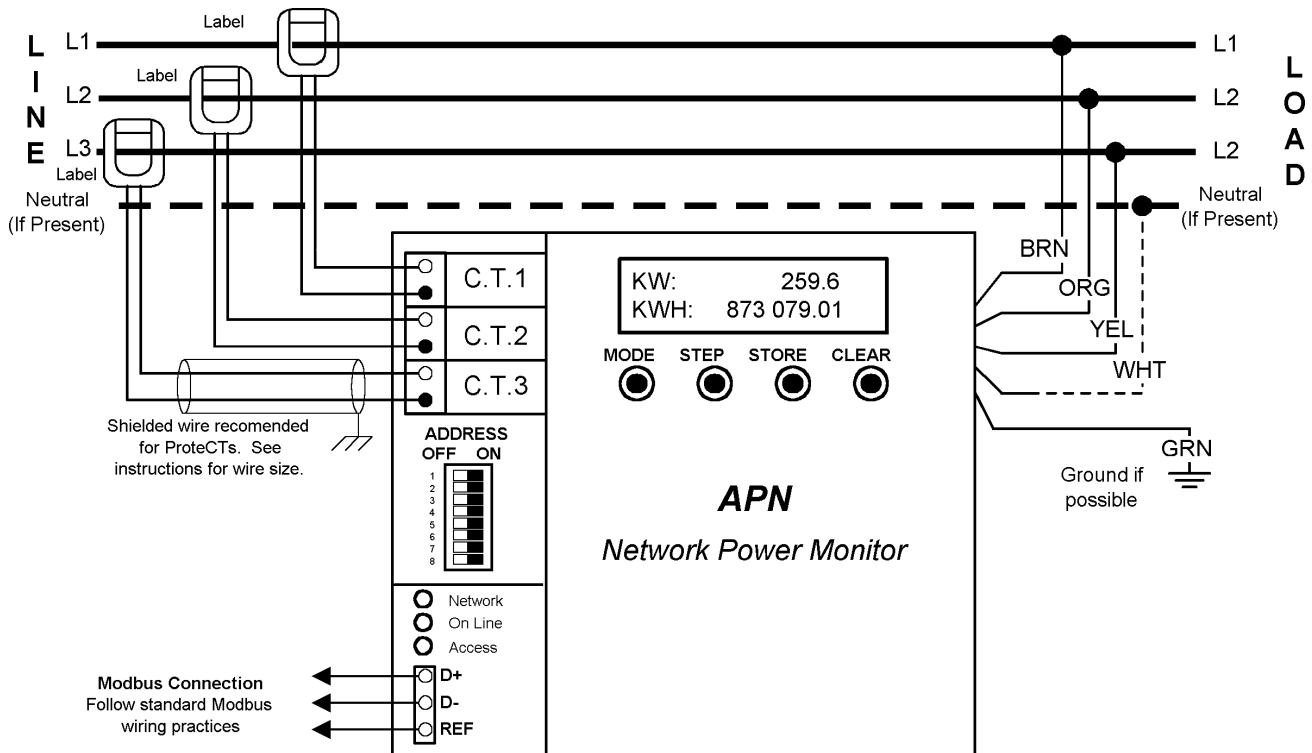 Label
LINE
L1
L1
LOAD
Label
L2
L2
L3
L2
Label
Neutral
(If Present)
Neutral
(If Present)
BRN
ORG
YEL
WHT
GRN
Ground if
possible
C.T.1
C.T.2
C.T.3
KW: 259.6
KWH: 873 079.01
MODE STEP STORE CLEAR
Shielded wire recomended
for ProteCTs. See
instructions for wire size.
ADDRESS
OFF ON
1
2
3
4
5
6
7
8
APN
Network Power Monitor
Network
On Line
Access
Modbus Connection
Follow standard Modbus
wiring practices
D+
D-
REF